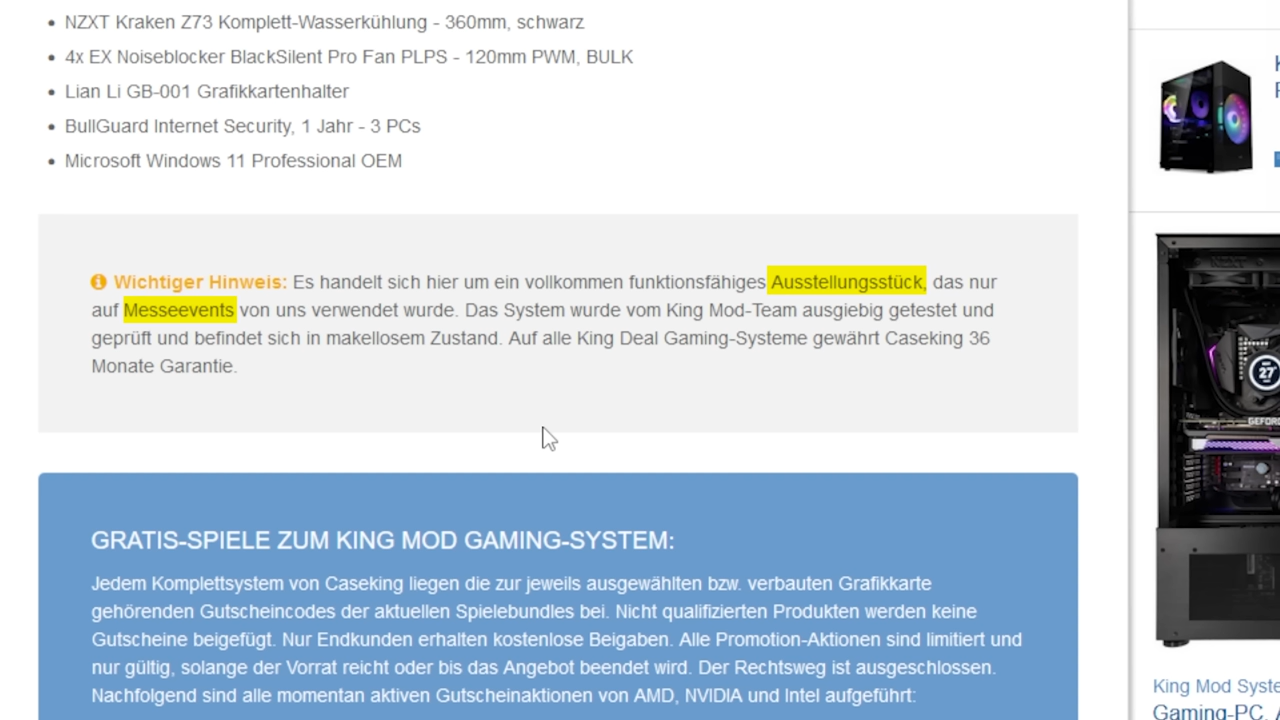 NZXT Kraken Z73 Komplett-Wasserkühlung - 360mm, schwarz
4x EX Noiseblocker BlackSilent Pro Fan PLPS - 120mm PWM, BULK
Lian Li GB-001 Grafikkartenhalter
BullGuard Internet Security, 1 Jahr - 3 PCs
Microsoft Windows 11 Professional OEM
Wichtiger Hinweis: Es handelt sich hier um ein vollkommen funktionsfähiges Ausstellungsstück, das nur
auf Messeevents von uns verwendet wurde. Das System wurde vom King Mod-Team ausgiebig getestet und
geprüft und befindet sich in makellosem Zustand. Auf alle King Deal Gaming-Systeme gewährt Caseking 36
Monate Garantie.
GRATIS-SPIELE ZUM KING MOD GAMING-SYSTEM:
Jedem Komplettsystem von Caseking liegen die zur jeweils ausgewählten bzw. verbauten Grafikkarte
gehörenden Gutscheincodes der aktuellen Spielebundles bei. Nicht qualifizierten Produkten werden keine
Gutscheine beigefügt. Nur Endkunden erhalten kostenlose Beigaben. Alle Promotion-Aktionen sind limitiert und
nur gültig, solange der Vorrat reicht oder bis das Angebot beendet wird. Der Rechtsweg ist ausgeschlossen.
Nachfolgend sind alle momentan aktiven Gutscheinaktionen von AMD, NVIDIA und Intel aufgeführt:
27°
King Mod Syste
Gaming-PC